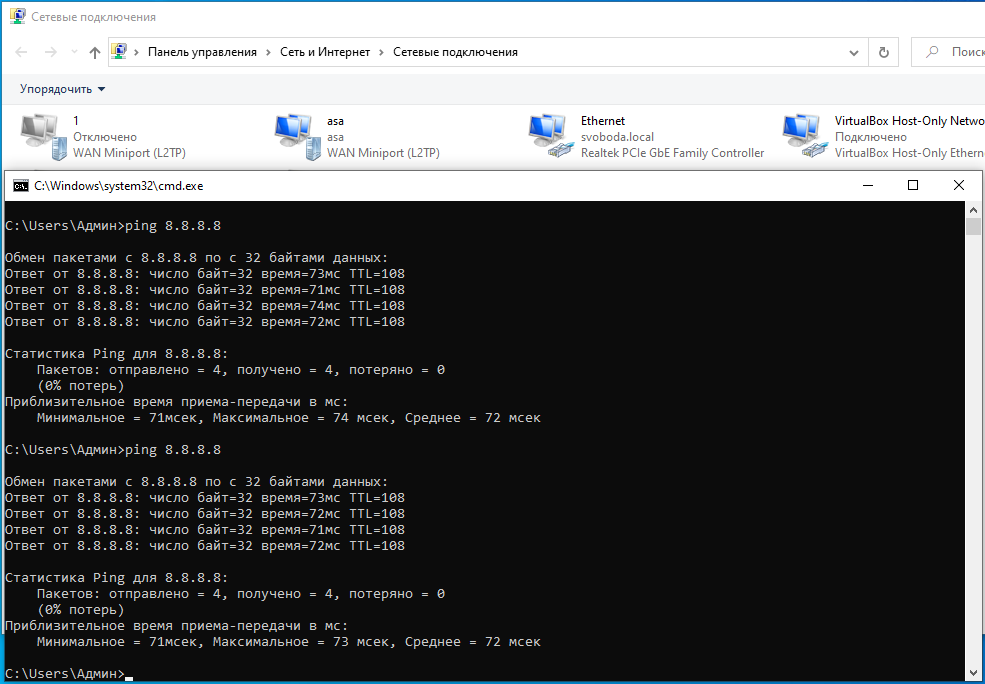 Сетевые подключения
Панель управления > Сеть и Интернет > Сетевые подключения
Поиск
Упорядочить
1
Отключено
WAN Miniport (L2TP)
asa
asa
WAN Miniport (L2TP)
Ethernet
svoboda.local
Realtek PCIe GbE Family Controller
VirtualBox Host-Only Netwo
Подключено
VirtualBox Host-Only Ethern
C:\Windows\system32\cmd.exe
C:\Users\Админ>ping 8.8.8.8
Обмен пакетами с 8.8.8.8 по с 32 байтами данных:
Ответ от 8.8.8.8: число байт=32 время=73мс TTL=108
Ответ от 8.8.8.8: число байт=32 время=71мс TTL=108
Ответ от 8.8.8.8: число байт=32 время=74мс TTL=108
Ответ от 8.8.8.8: число байт=32 время=72мс TTL=108
Статистика Ping для 8.8.8.8:
Пакетов: отправлено = 4, получено = 4, потеряно = 0
(0% потерь)
Приблизительное время приема-передачи в мс:
Минимальное = 71мсек, Максимальное = 74 мсек, Среднее = 72 мсек
C:\Users\Админ>ping 8.8.8.8
Обмен пакетами с 8.8.8.8 по с 32 байтами данных:
Ответ от 8.8.8.8: число байт=32 время=73мс TTL=108
Ответ от 8.8.8.8: число байт=32 время=72мс TTL=108
Ответ от 8.8.8.8: число байт=32 время=71мс TTL=108
Ответ от 8.8.8.8: число байт=32 время=72мс TTL=108
Статистика Ping для 8.8.8.8:
Пакетов: отправлено = 4, получено = 4, потеряно = 0
(0% потерь)
Приблизительное время приема-передачи в мс:
Минимальное = 71мсек, Максимальное = 73 мсек, Среднее = 72 мсек
C:\Users\Админ>